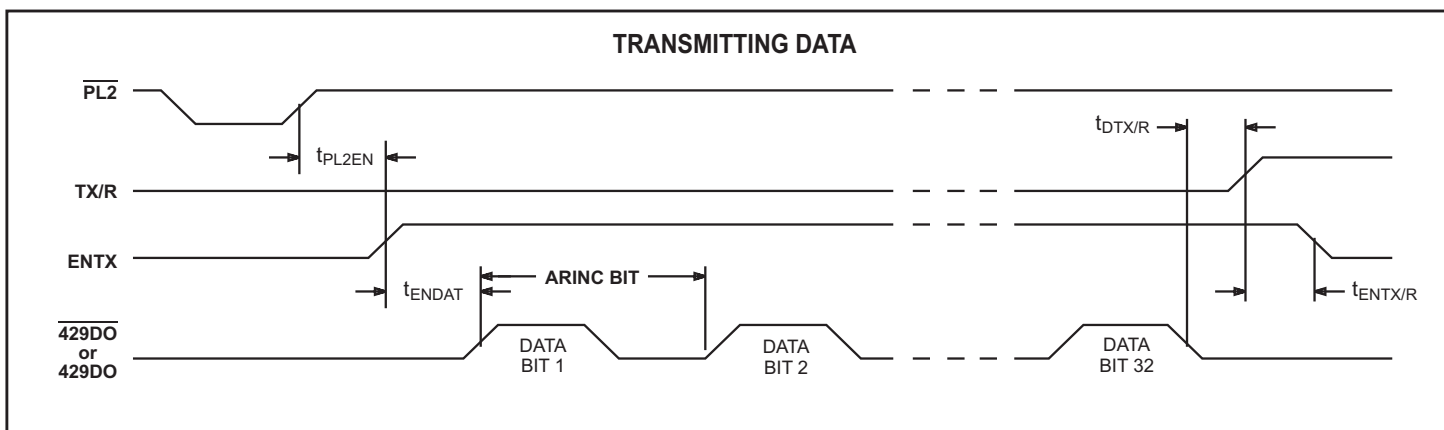 TRANSMITTING DATA
PL2
tDTX/R
tPL2EN
TX/R
ENTX
ARINC BIT
tENDAT
tENTX/R
429DO
or
429DO
DATA
BIT 1
DATA
BIT 2
DATA
BIT 32